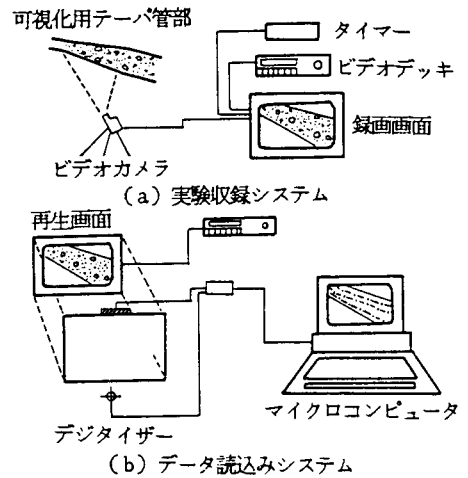 可視化用テーパ管部
タイマー
ビデオデッキ
録画画面
ビデオカメラ
(a)実験収録システム
再生画面
マイクロコンピュータ
デジタイザー
(b)データ読込みシステム